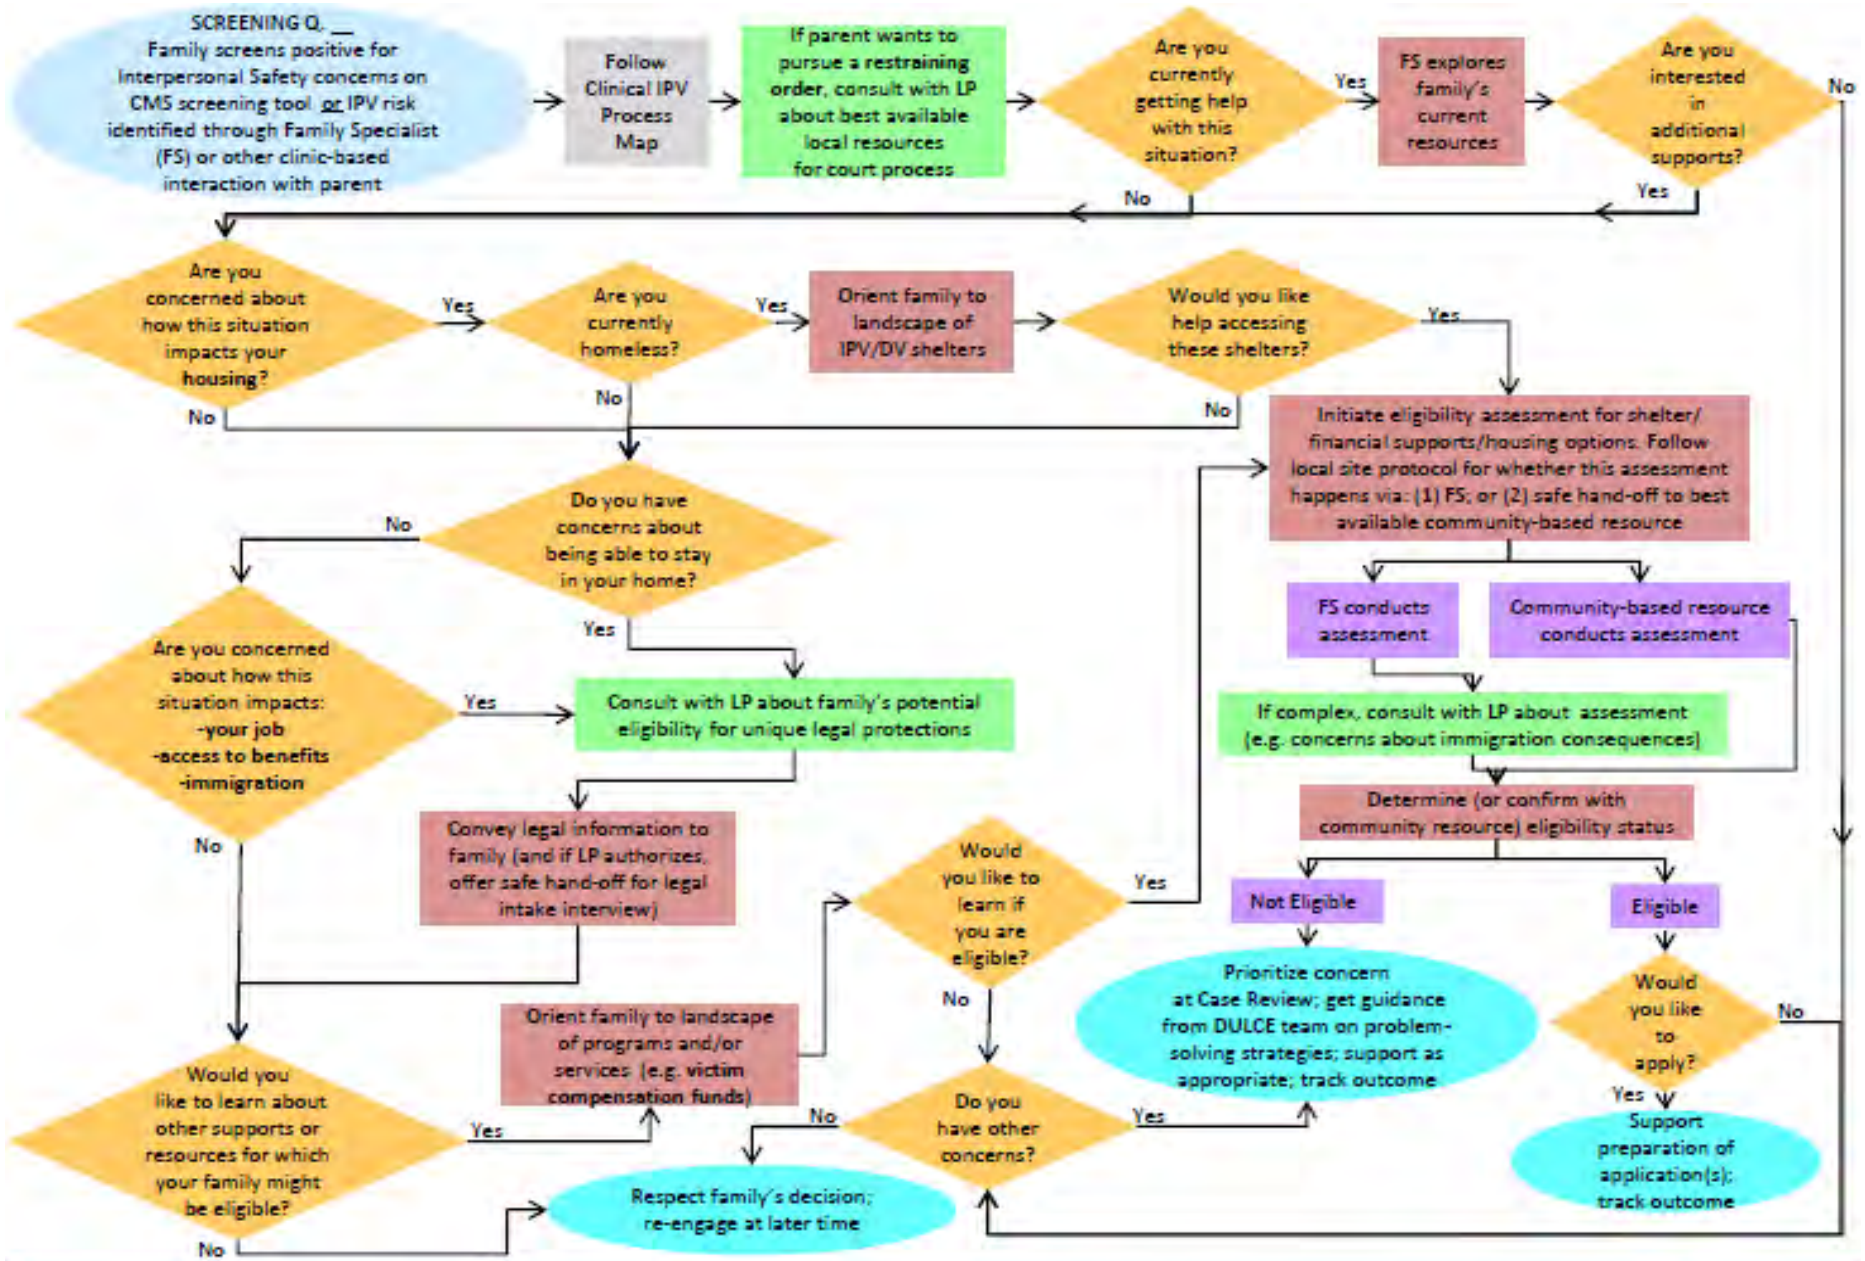 SCREENING Q. __
Family screens positive for
Interpersonal Safety concerns on
CMS screening tool or IPV risk
identified through Family Specialist
(FS) or other clinic-based
interaction with parent
Follow
Clinical IPV
Process
Map
If parent wants to
pursue a restraining
order, consult with LP
about best available
local resources
for court process
Are you
currently
getting help
with this
situation?
Yes
FS explores
family's
current
resources
Are you
interested
in
additional
supports?
No
No
Yes
Are you
concerned about
how this situation
impacts your
housing?
Yes
Are you
currently
homeless?
Yes
Orient family to
landscape of
IPV/DV shelters
Would you like
help accessing
these shelters?
Yes
No
No
No
Initiate eligibility assessment for shelter/
financial supports/housing options. Follow
local site protocol for whether this assessment
happens via: (1) FS; or (2) safe hand-off to best
available community-based resource
Do you have
concerns about
being able to stay
in your home?
No
Yes
FS conducts
assessment
Community-based resource
conducts assessment
Are you concerned
about how this
situation impacts:
-your job
-access to benefits
-immigration
Yes
Consult with LP about family's potential
eligibility for unique legal protections
If complex, consult with LP about assessment
(e.g. concerns about immigration consequences)
Determine (or confirm with
community resource) eligibility status
No
Convey legal information to
family (and if LP authorizes,
offer safe hand-off for legal
intake interview)
Would
you like to
learn if
you are
eligible?
Yes
No
Not Eligible
Eligible
Prioritize concern
at Case Review; get guidance
from DULCE team on problem-
solving strategies; support as
appropriate; track outcome
Would
you like
to
apply?
No
Yes
Orient family to landscape
of programs and/or
services (e.g. victim
compensation funds)
Would you
like to learn about
other supports or
resources for which
your family might
be eligible?
Yes
No
Do you
have other
concerns?
No
Yes
Respect family's decision;
re-engage at later time
Support
preparation of
application(s);
track outcome